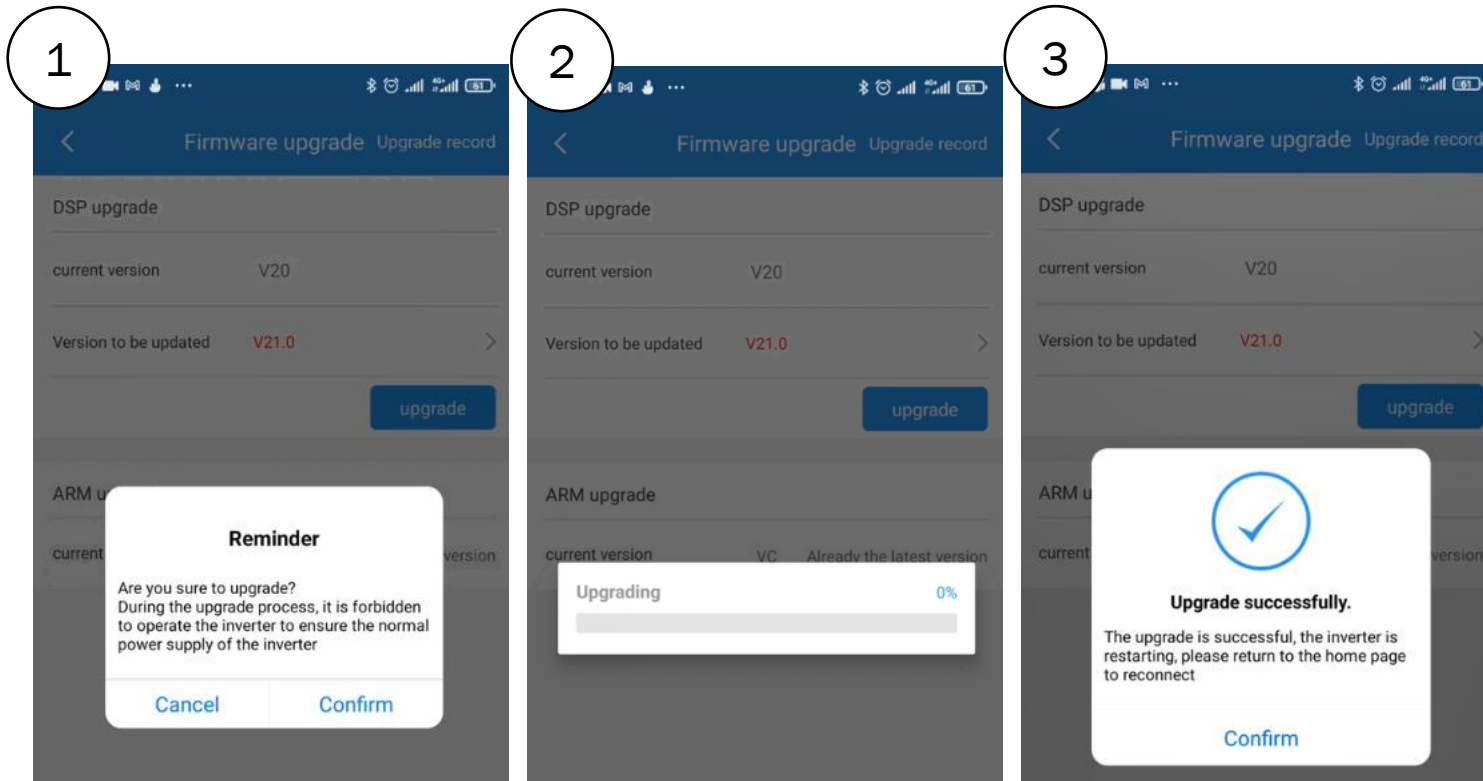 1
61
Firmware upgrade Upgrade record
DSP upgrade
current version V20
Version to be updated V21.0
upgrade
ARM u
current version
Reminder
Are you sure to upgrade?
During the upgrade process, it is forbidden
to operate the inverter to ensure the normal
power supply of the inverter
Cancel Confirm
2
61
Firmware upgrade Upgrade record
DSP upgrade
current version V20
Version to be updated V21.0
upgrade
ARM upgrade
current version VC Already the latest version
Upgrading 0%
3
61
Firmware upgrade Upgrade record
DSP upgrade
current version V20
Version to be updated V21.0
upgrade
ARM u
current version
Upgrade successfully.
The upgrade is successful, the inverter is
restarting, please return to the home page
to reconnect
Confirm